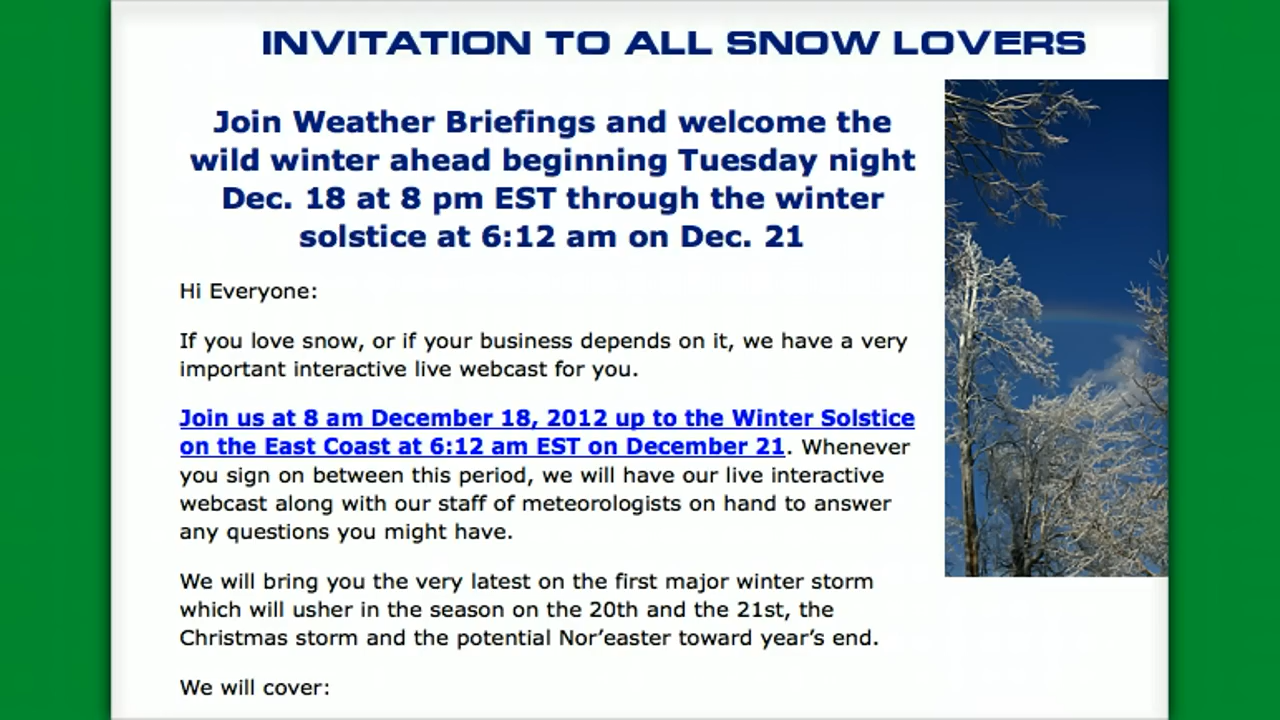 INVITATION TO ALL SNOW LOVERS
Join Weather Briefings and welcome the
wild winter ahead beginning Tuesday night
Dec. 18 at 8 pm EST through the winter
solstice at 6:12 am on Dec. 21
Hi Everyone:
If you love snow, or if your business depends on it, we have a very
important interactive live webcast for you.
Join us at 8 am December 18, 2012 up to the Winter Solstice
on the East Coast at 6:12 am EST on December 21. Whenever
you sign on between this period, we will have our live interactive
webcast along with our staff of meteorologists on hand to answer
any questions you might have.
We will bring you the very latest on the first major winter storm
which will usher in the season on the 20th and the 21st, the
Christmas storm and the potential Nor’easter toward year’s end.
We will cover: